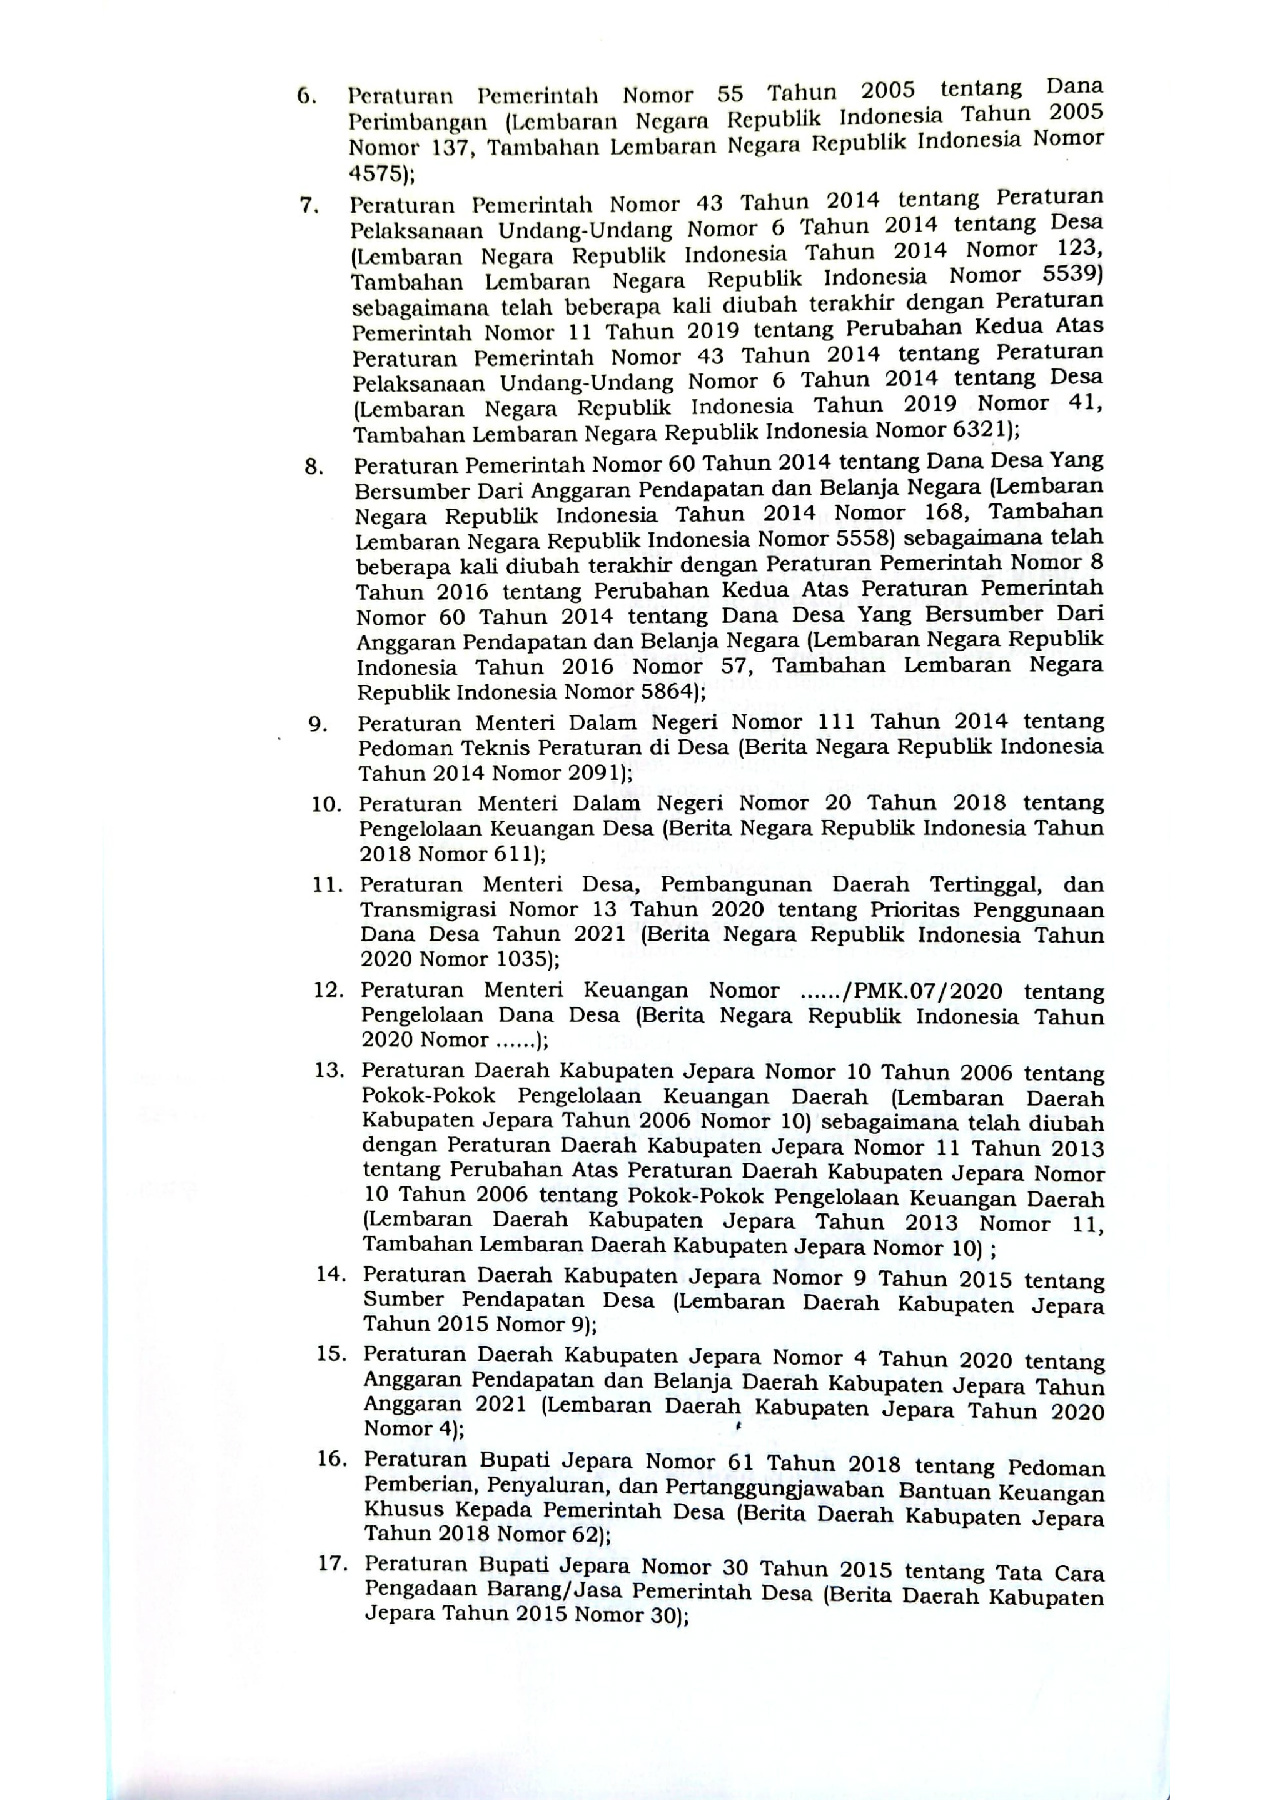 6. Peraturan Pemerintah Nomor 55 Tahun 2005 tentang Dana
Perimbangan (Lembaran Negara Republik Indonesia Tahun 2005
Nomor 137, Tambahan Lembaran Negara Republik Indonesia Nomor
4575);
7. Peraturan Pemerintah Nomor 43 Tahun 2014 tentang Peraturan
Pelaksanaan Undang-Undang Nomor 6 Tahun 2014 tentang Desa
(Lembaran Negara Republik Indonesia Tahun 2014 Nomor 123,
Tambahan Lembaran Negara Republik Indonesia Nomor 5539)
sebagaimana telah beberapa kali diubah terakhir dengan Peraturan
Pemerintah Nomor 11 Tahun 2019 tentang Perubahan Kedua Atas
Peraturan Pemerintah Nomor 43 Tahun 2014 tentang Peraturan
Pelaksanaan Undang-Undang Nomor 6 Tahun 2014 tentang Desa
(Lembaran Negara Republik Indonesia Tahun 2019 Nomor 41,
Tambahan Lembaran Negara Republik Indonesia Nomor 6321);
8. Peraturan Pemerintah Nomor 60 Tahun 2014 tentang Dana Desa Yang
Bersumber Dari Anggaran Pendapatan dan Belanja Negara (Lembaran
Negara Republik Indonesia Tahun 2014 Nomor 168, Tambahan
Lembaran Negara Republik Indonesia Nomor 5558) sebagaimana telah
beberapa kali diubah terakhir dengan Peraturan Pemerintah Nomor 8
Tahun 2016 tentang Perubahan Kedua Atas Peraturan Pemerintah
Nomor 60 Tahun 2014 tentang Dana Desa Yang Bersumber Dari
Anggaran Pendapatan dan Belanja Negara (Lembaran Negara Republik
Indonesia Tahun 2016 Nomor 57, Tambahan Lembaran Negara
Republik Indonesia Nomor 5864);
9. Peraturan Menteri Dalam Negeri Nomor 111 Tahun 2014 tentang
Pedoman Teknis Peraturan di Desa (Berita Negara Republik Indonesia
Tahun 2014 Nomor 2091);
10. Peraturan Menteri Dalam Negeri Nomor 20 Tahun 2018 tentang
Pengelolaan Keuangan Desa (Berita Negara Republik Indonesia Tahun
2018 Nomor 611);
11. Peraturan Menteri Desa, Pembangunan Daerah Tertinggal, dan
Transmigrasi Nomor 13 Tahun 2020 tentang Prioritas Penggunaan
Dana Desa Tahun 2021 (Berita Negara Republik Indonesia Tahun
2020 Nomor 1035);
12. Peraturan Menteri Keuangan Nomor ....../PMK.07/2020 tentang
Pengelolaan Dana Desa (Berita Negara Republik Indonesia Tahun
2020 Nomor ......);
13. Peraturan Daerah Kabupaten Jepara Nomor 10 Tahun 2006 tentang
Pokok-Pokok Pengelolaan Keuangan Daerah (Lembaran Daerah
Kabupaten Jepara Tahun 2006 Nomor 10) sebagaimana telah diubah
dengan Peraturan Daerah Kabupaten Jepara Nomor 11 Tahun 2013
tentang Perubahan Atas Peraturan Daerah Kabupaten Jepara Nomor
10 Tahun 2006 tentang Pokok-Pokok Pengelolaan Keuangan Daerah
(Lembaran Daerah Kabupaten Jepara Tahun 2013 Nomor 11,
Tambahan Lembaran Daerah Kabupaten Jepara Nomor 10) ;
14. Peraturan Daerah Kabupaten Jepara Nomor 9 Tahun 2015 tentang
Sumber Pendapatan Desa (Lembaran Daerah Kabupaten Jepara
Tahun 2015 Nomor 9);
15. Peraturan Daerah Kabupaten Jepara Nomor 4 Tahun 2020 tentang
Anggaran Pendapatan dan Belanja Daerah Kabupaten Jepara Tahun
Anggaran 2021 (Lembaran Daerah Kabupaten Jepara Tahun 2020
Nomor 4);
16. Peraturan Bupati Jepara Nomor 61 Tahun 2018 tentang Pedoman
Pemberian, Penyaluran, dan Pertanggungjawaban Bantuan Keuangan
Khusus Kepada Pemerintah Desa (Berita Daerah Kabupaten Jepara
Tahun 2018 Nomor 62);
17. Peraturan Bupati Jepara Nomor 30 Tahun 2015 tentang Tata Cara
Pengadaan Barang/Jasa Pemerintah Desa (Berita Daerah Kabupaten
Jepara Tahun 2015 Nomor 30);